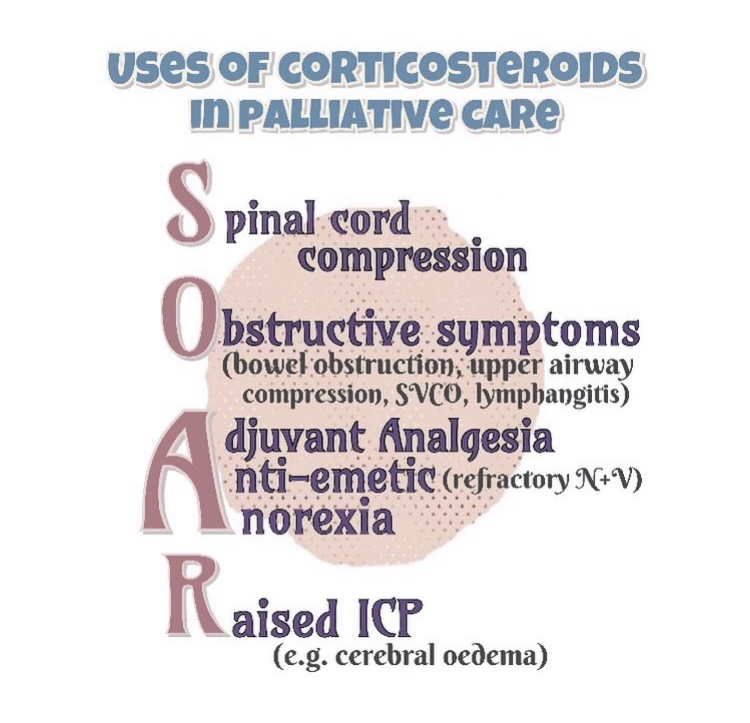 Uses of Corticosteroids
in Palliative Care
Spinal cord
compression
Obstructive symptoms
(bowel obstruction, upper airway
compression, SVCO, lymphangitis)
Adjuvant Analgesia
Anti-emetic (refractory N+V)
Anorexia
Raised ICP
(e.g. cerebral oedema)